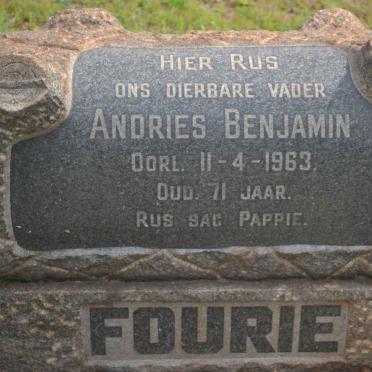 HIER RUS
ONS DIERBARE VADER
ANDRIES BENJAMIN
OORL. 11-4-1963.
OUD. 71 JAAR.
RUS SAG PAPPIE.
FOURIE